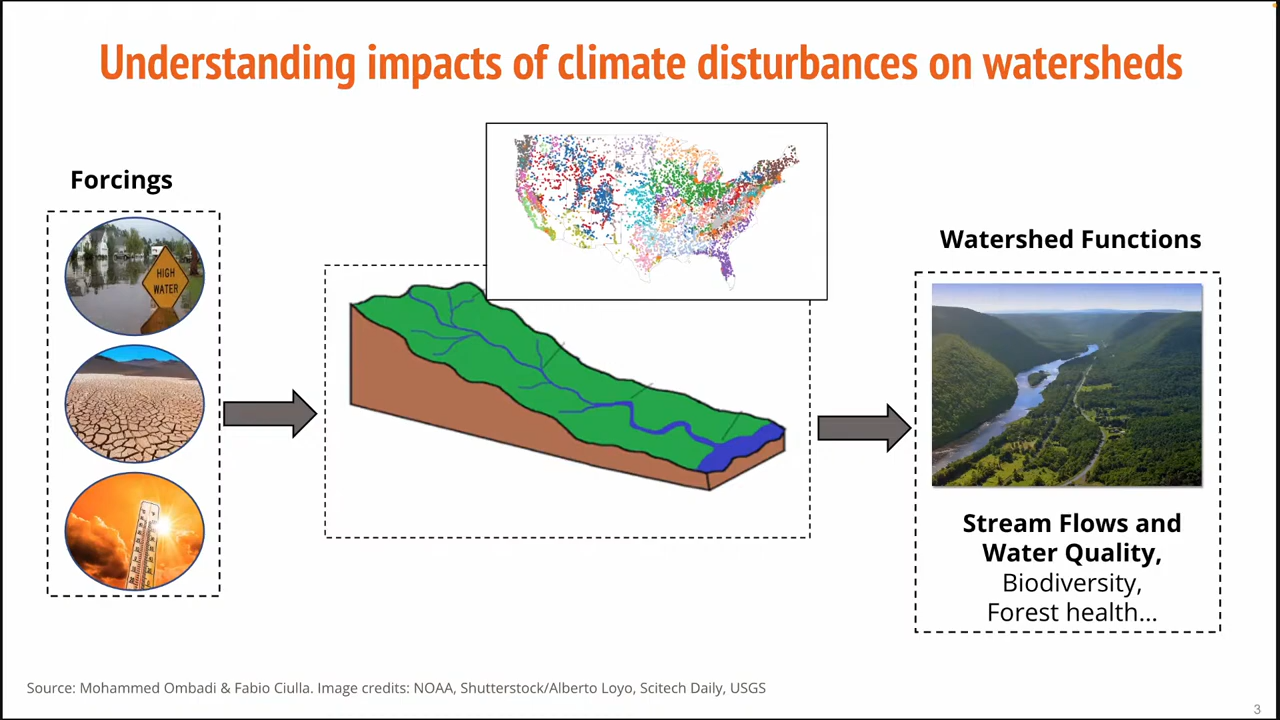 Understanding impacts of climate disturbances on watersheds
Forcings
HIGH
WATER
Watershed Functions
Stream Flows and
Water Quality,
Biodiversity,
Forest health...
Source: Mohammed Ombadi & Fabio Ciulla. Image credits: NOAA, Shutterstock/Alberto Loyo, Scitech Daily, USGS
3